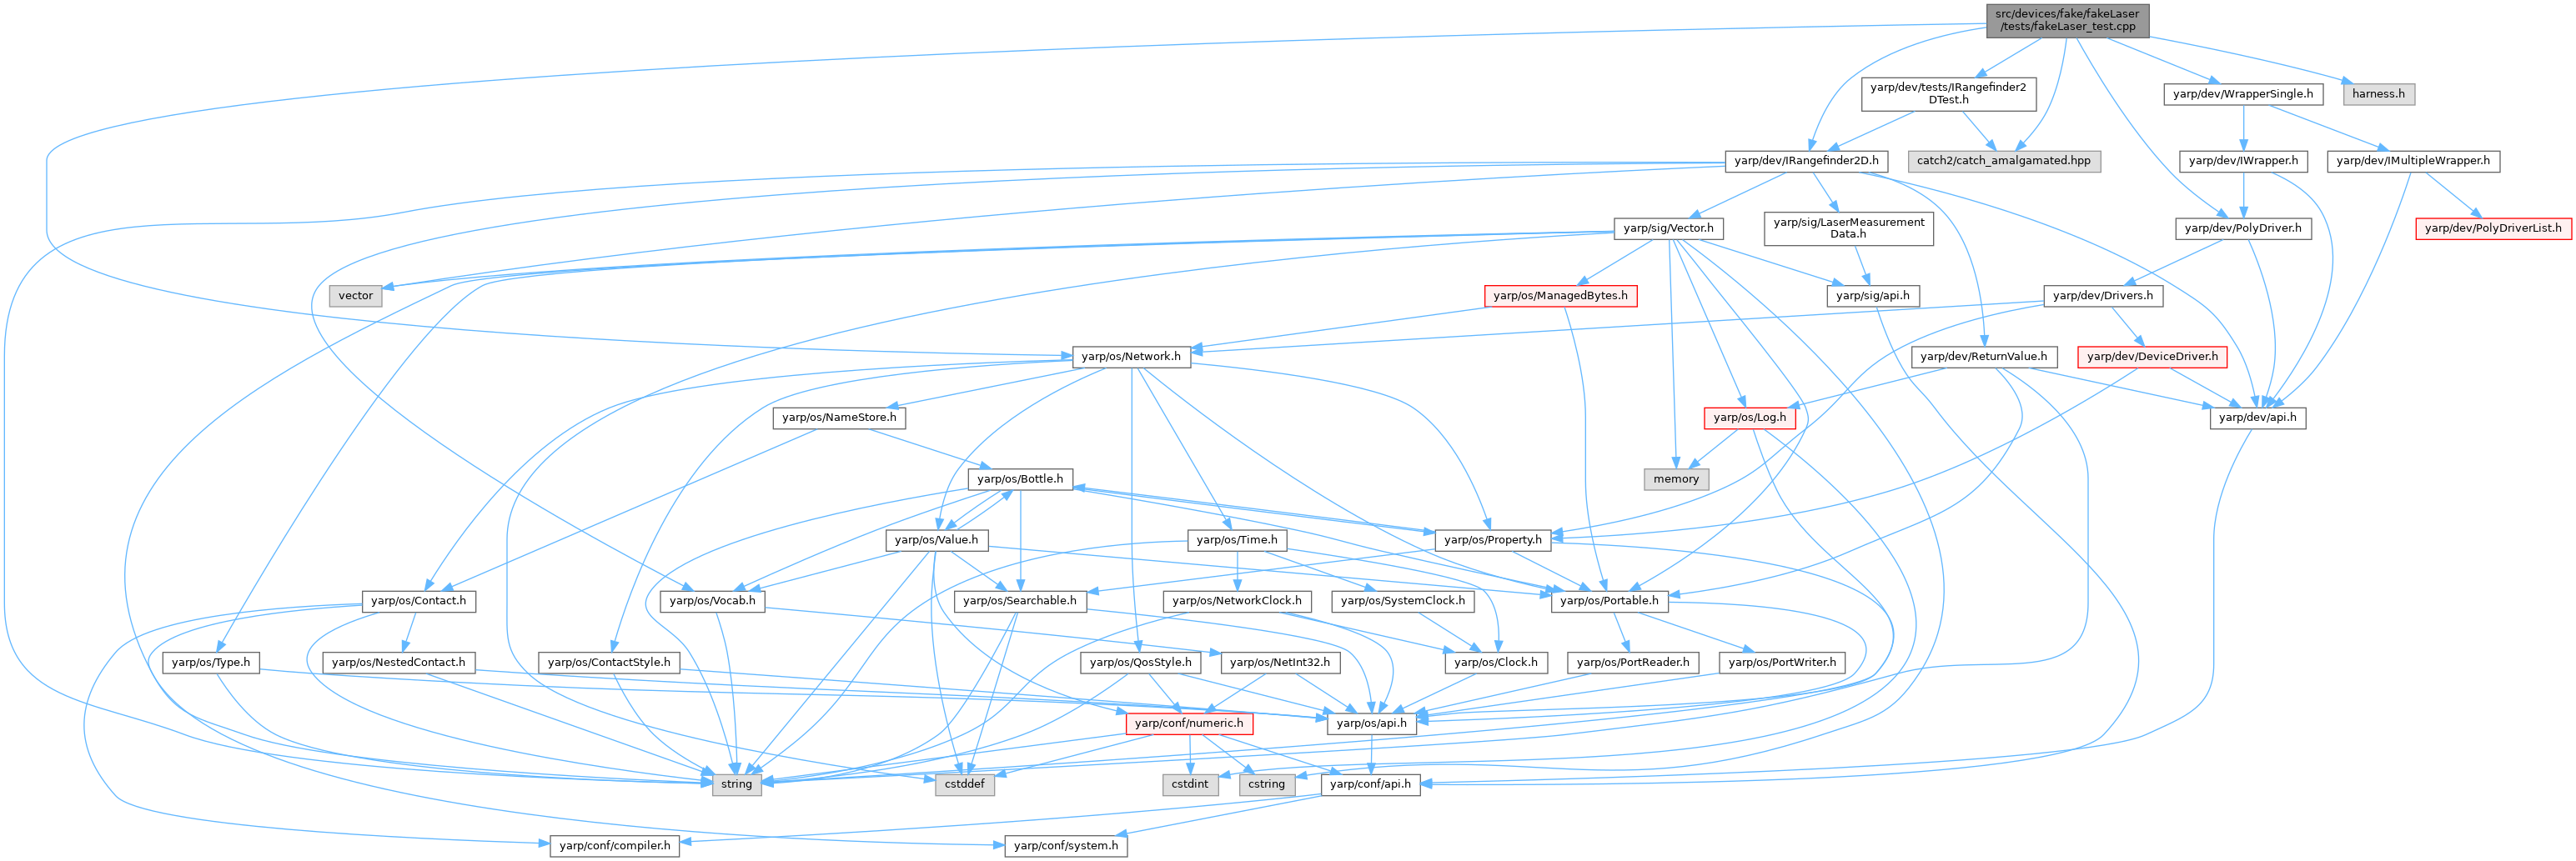 src/devices/fake/fakeLaser
/tests/fakeLaser_test.cpp
yarp/dev/tests/IRangefinder2
DTest.h
yarp/dev/WrapperSingle.h
harness.h
yarp/dev/IRangefinder2D.h
catch2/catch_amalgamated.hpp
yarp/dev/IWrapper.h
yarp/dev/IMultipleWrapper.h
yarp/sig/Vector.h
yarp/sig/LaserMeasurement
Data.h
yarp/dev/PolyDriver.h
yarp/dev/PolyDriverList.h
vector
yarp/os/ManagedBytes.h
yarp/sig/api.h
yarp/dev/Drivers.h
yarp/os/Network.h
yarp/dev/ReturnValue.h
yarp/dev/DeviceDriver.h
yarp/os/NameStore.h
yarp/os/Log.h
yarp/dev/api.h
yarp/os/Bottle.h
memory
yarp/os/Value.h
yarp/os/Time.h
yarp/os/Property.h
yarp/os/Contact.h
yarp/os/Vocab.h
yarp/os/Searchable.h
yarp/os/NetworkClock.h
yarp/os/SystemClock.h
yarp/os/Portable.h
yarp/os/Type.h
yarp/os/NestedContact.h
yarp/os/ContactStyle.h
yarp/os/QosStyle.h
yarp/os/NetInt32.h
yarp/os/Clock.h
yarp/os/PortReader.h
yarp/os/PortWriter.h
yarp/conf/numeric.h
yarp/os/api.h
string
cstddef
cstdint
cstring
yarp/conf/api.h
yarp/conf/compiler.h
yarp/conf/system.h